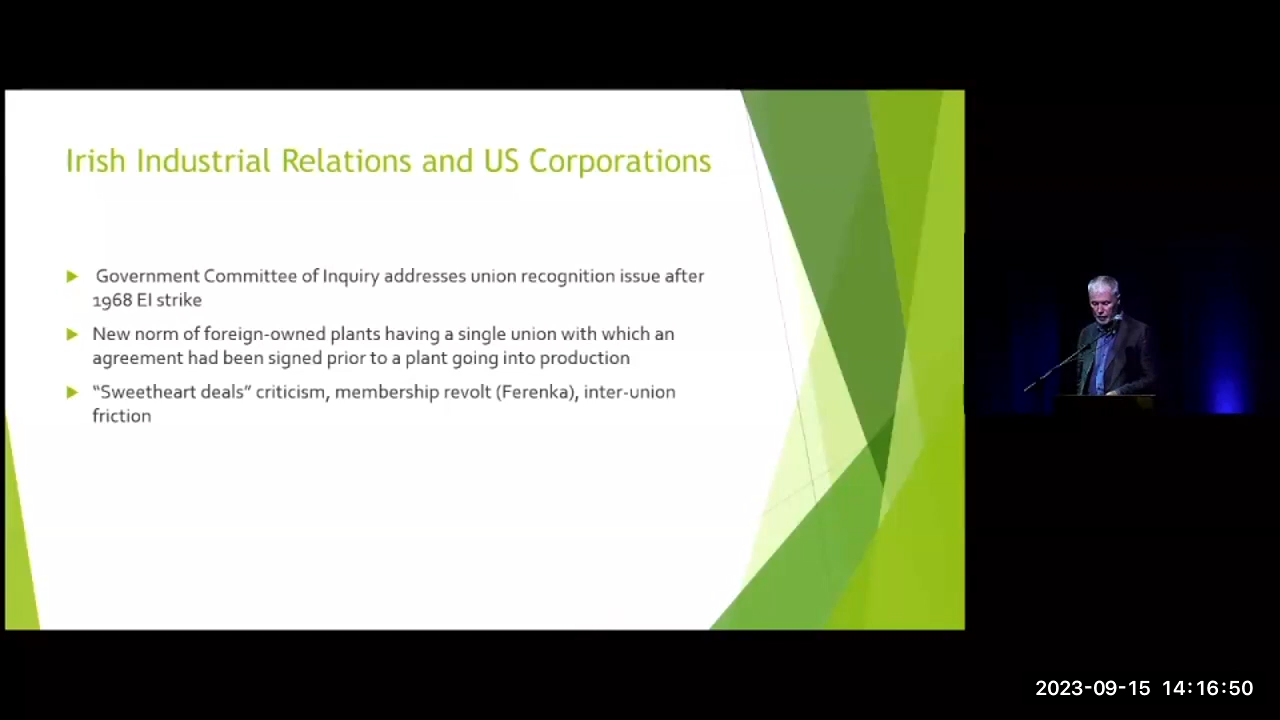 Irish Industrial Relations and US Corporations
Government Committee of Inquiry addresses union recognition issue after
1968 EI strike
New norm of foreign-owned plants having a single union with which an
agreement had been signed prior to a plant going into production
“Sweetheart deals” criticism, membership revolt (Ferenka), inter-union
friction
2023-09-15 14:16:50